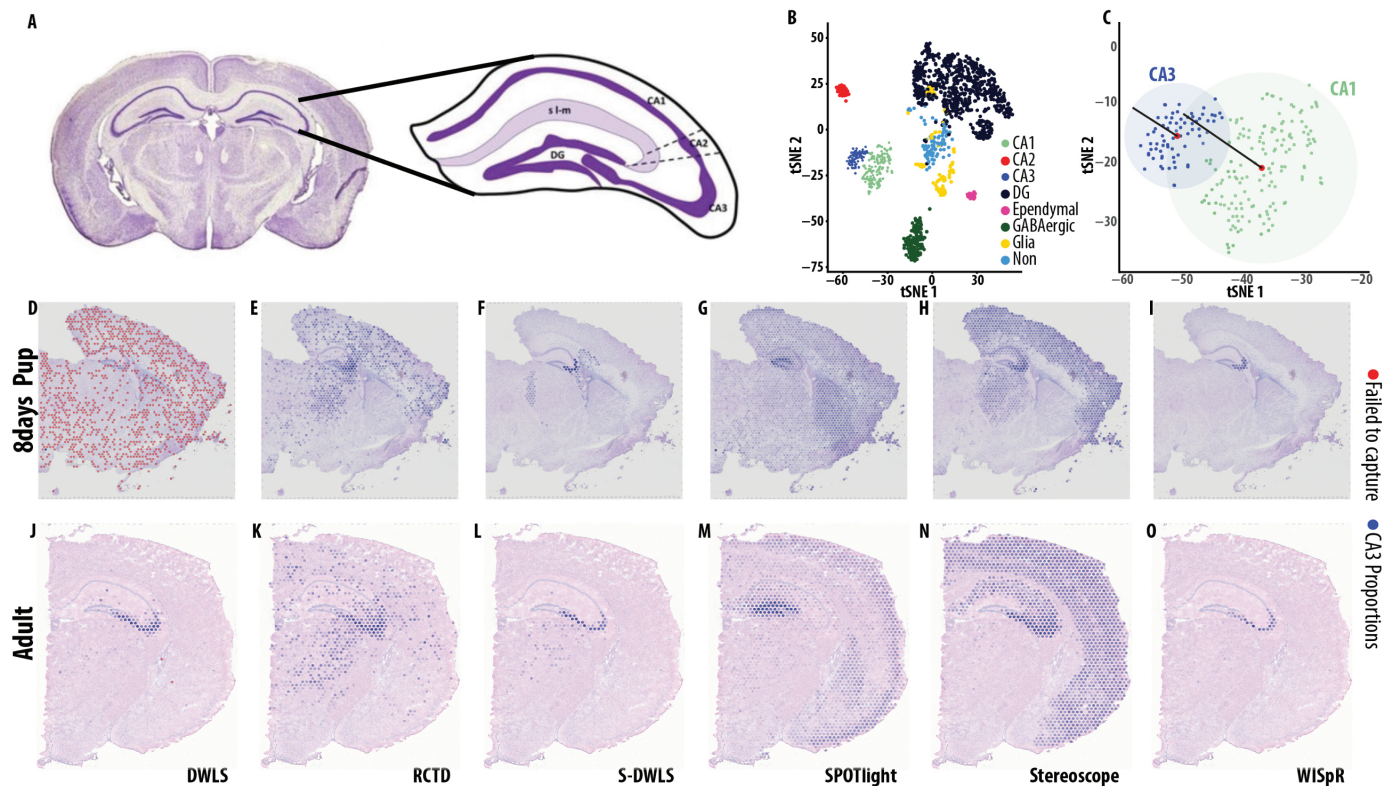 A
s l-m
CA1
CA2
DG
CA3
B
tSNE 2
50
25
0
−25
−50
−75
−60
−30
0
30
tSNE 1
CA1
CA2
CA3
DG
Ependymal
GABAergic
Glia
Non
C
tSNE 2
0
−10
−20
−30
CA3
CA1
−60
−50
−40
−30
−20
tSNE 1
8days Pup
D
E
F
G
H
I
Failed to capture
CA3 Proportions
Adult
J
K
L
M
N
O
DWLS
RCTD
S-DWLS
SPOTlight
Stereoscope
WISpR